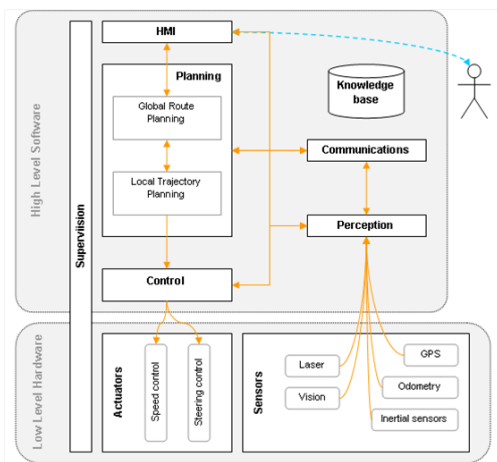 HMI
Planning
Global Route
Planning
Local Trajectory
Planning
Control
Knowledge
base
Communications
Perception
High Level Software
Superviision
Low Level Hardware
Actuators
Speed control
Steering control
Sensors
Laser
Vision
GPS
Odometry
Inertial sensors